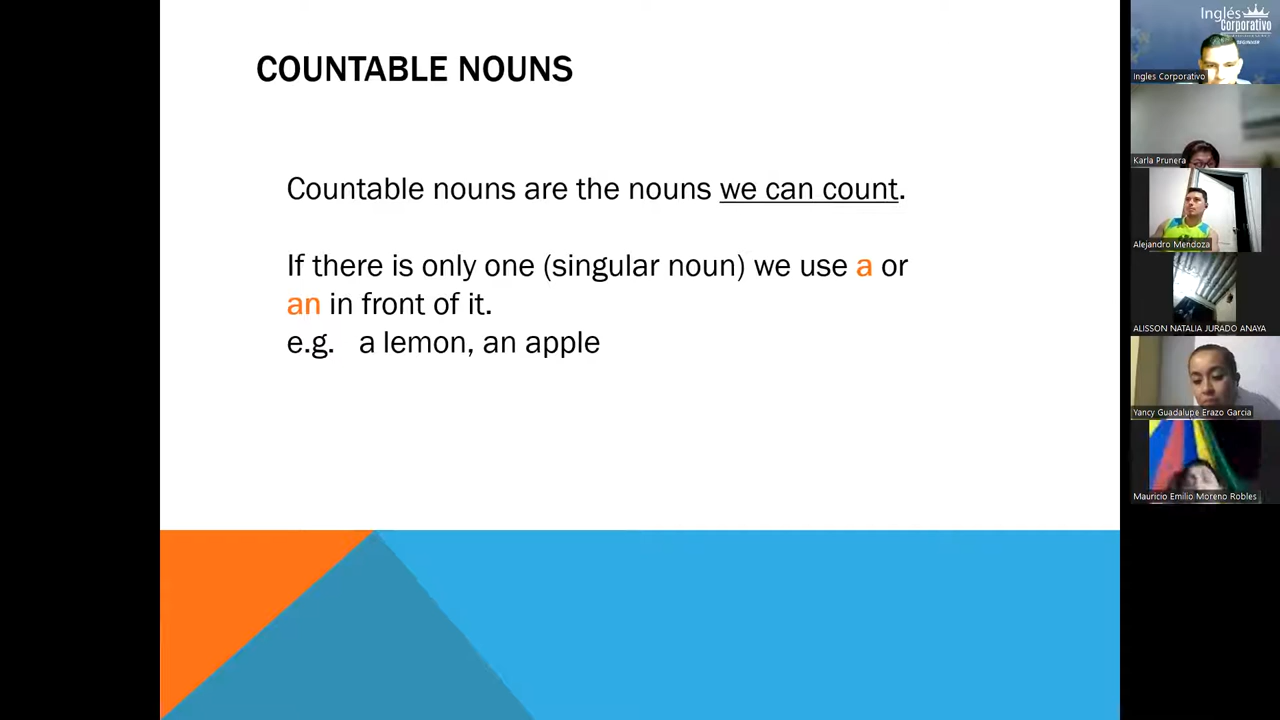 COUNTABLE NOUNS
Countable nouns are the nouns we can count.
If there is only one (singular noun) we use a or
an in front of it.
e.g. a lemon, an apple
Inglés
Corporativo
BEGINNER
Ingles Corporativo
Karla Prunera
Alejandro Mendoza
ALISSON NATALIA JURADO ANAYA
Yancy Guadalupe Erazo Garcia
Mauricio Emilio Moreno Robles